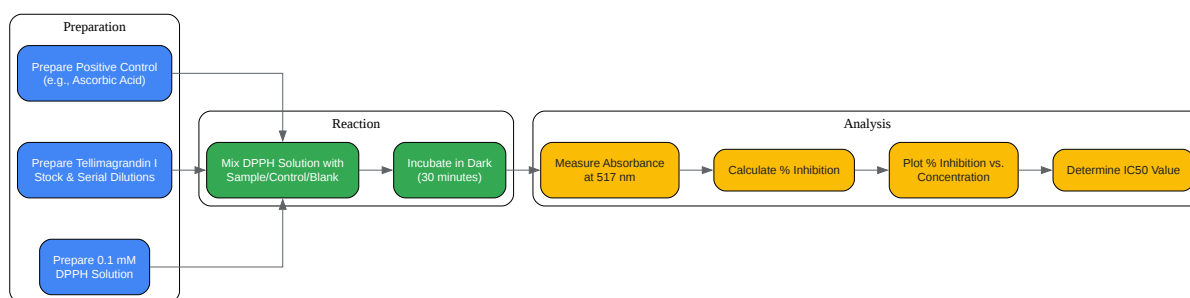 Preparation
Prepare Positive Control
(e.g., Ascorbic Acid)
Prepare Tellimagrandin I
Stock & Serial Dilutions
Prepare 0.1 mM
DPPH Solution
Reaction
Mix DPPH Solution with
Sample/Control/Blank
Incubate in Dark
(30 minutes)
Analysis
Measure Absorbance
at 517 nm
Calculate % Inhibition
Plot % Inhibition vs.
Concentration
Determine IC50 Value